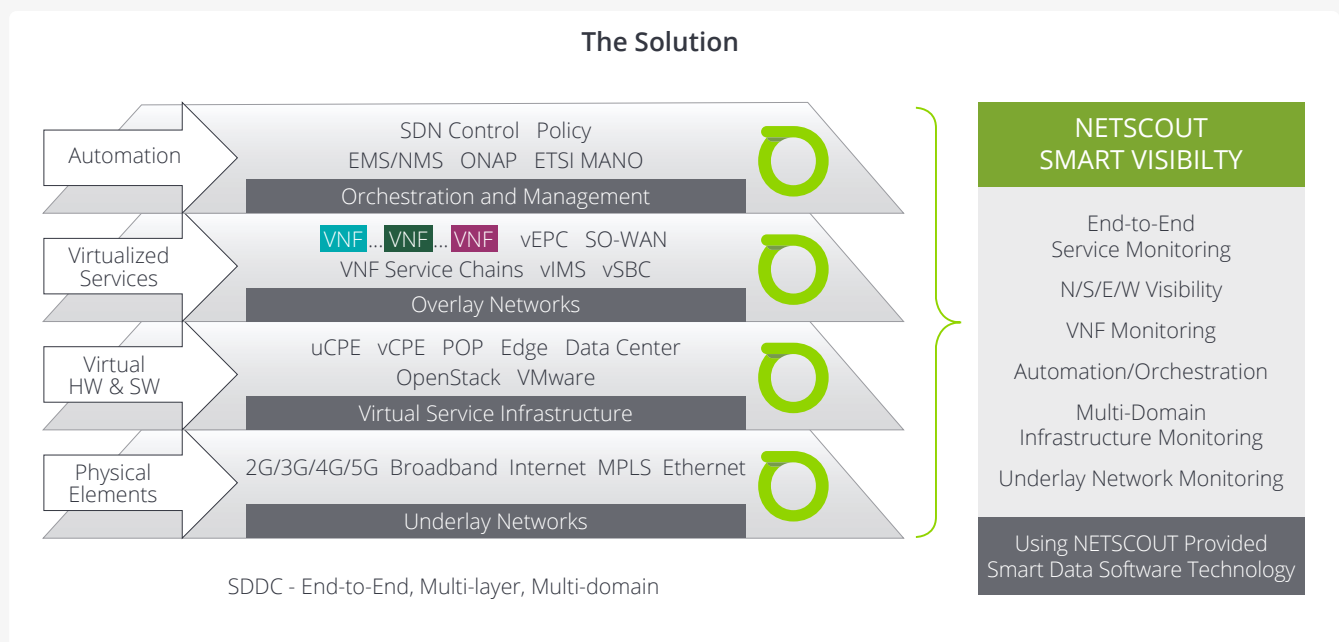 The Solution
Automation
SDN Control Policy
EMS/NMS ONAP ETSI MANO
Orchestration and Management
Virtualized
Services
VNF...VNF...VNF vEPC SO-WAN
VNF Service Chains vIMS vSBC
Overlay Networks
Virtual
HW & SW
uCPE vCPE POP Edge Data Center
OpenStack VMware
Virtual Service Infrastructure
Physical
Elements
2G/3G/4G/5G Broadband Internet MPLS Ethernet
Underlay Networks
SDDC - End-to-End, Multi-layer, Multi-domain
NETSCOUT
SMART VISIBILTY
End-to-End
Service Monitoring
N/S/E/W Visibility
VNF Monitoring
Automation/Orchestration
Multi-Domain
Infrastructure Monitoring
Underlay Network Monitoring
Using NETSCOUT Provided
Smart Data Software Technology